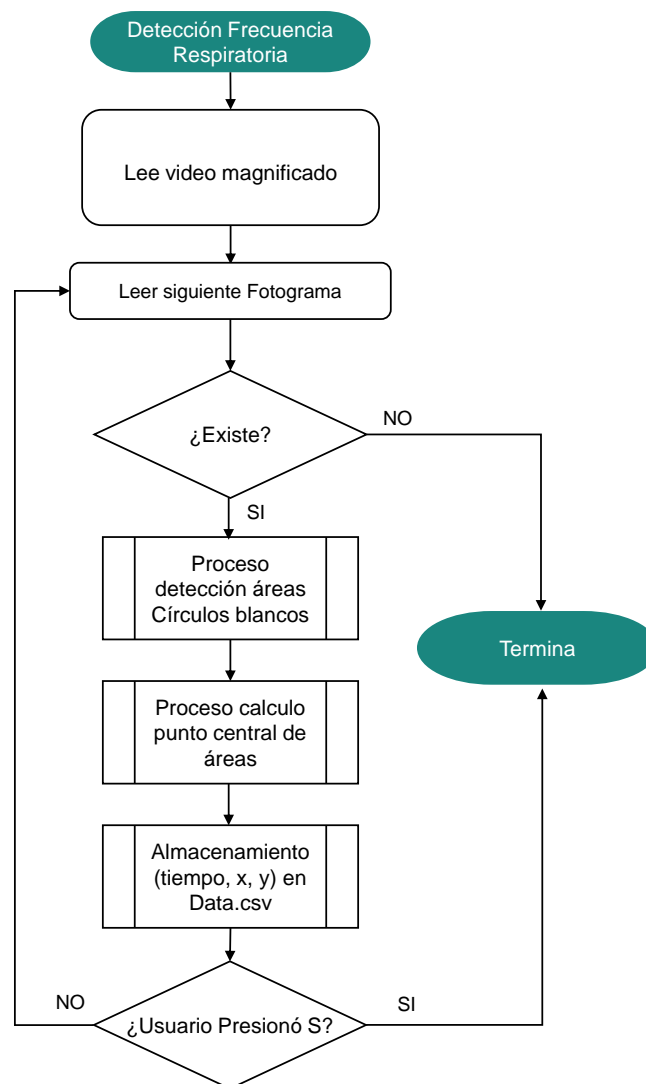 Detección Frecuencia
Respiratoria
Lee video magnificado
Leer siguiente Fotograma
¿Existe?
NO
SI
Proceso
detección áreas
Círculos blancos
Termina
Proceso calculo
punto central de
áreas
Almacenamiento
(tiempo, x, y) en
Data.csv
NO
¿Usuario Presionó S?
SI